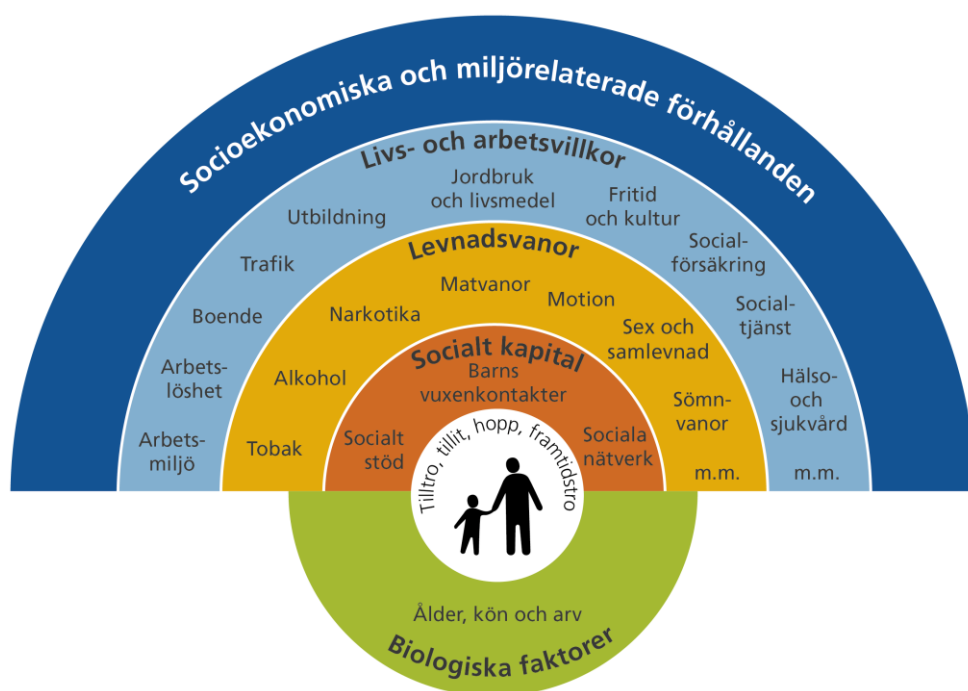 Socioekonomiska och miljörelaterade förhållanden
Livs- och arbetsvillkor
Arbets-
miljö
Arbets-
löshet
Boende
Trafik
Utbildning
Jordbruk
och livsmedel
Fritid
och kultur
Social-
försäkring
Social-
tjänst
Hälso-
och
sjukvård
m.m.
Levnadsvanor
Tobak
Alkohol
Narkotika
Matvanor
Motion
Sex och
samlevnad
Sömn-
vanor
m.m.
Socialt kapital
Socialt
stöd
Barns
vuxenkontakter
Sociala
nätverk
Tilltro, tillit, hopp, framtidstro
Ålder, kön och arv
Biologiska faktorer